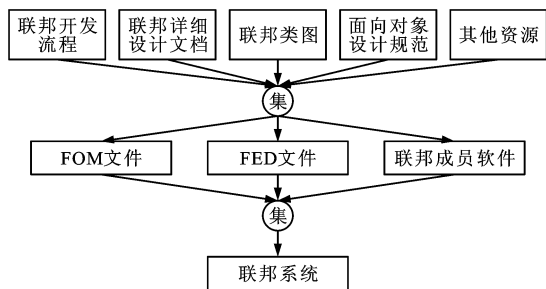 联邦开发
流程
联邦详细
设计文档
联邦类图
面向对象
设计规范
其他资源
集
FOM文件
FED文件
联邦成员软件
集
联邦系统